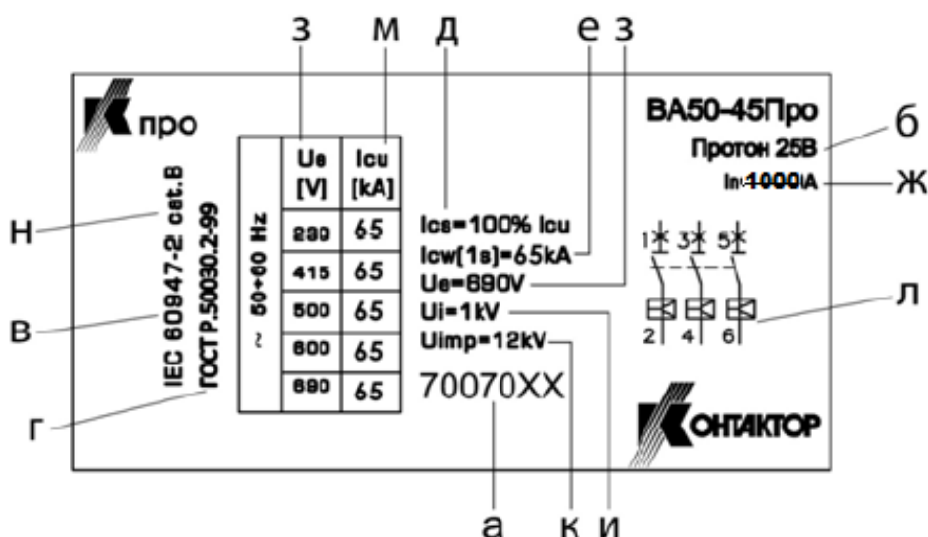 з м д е з
К про
ВА50-45Про
Протон 25В
б
In=1000A
ж
н
IEC 60947-2 cat.B
в
ГОСТ Р.50030.2-99
г
~ 50÷60 Hz
Ue [V] Icu [kA]
230 65
415 65
500 65
600 65
690 65
Ics=100% Icu
Icw(1s)=65kA
Ue=690V
Ui=1kV
Uimp=12kV
70070XX
1 3 5
2 4 6
л
КОНТАКТОР
а к и